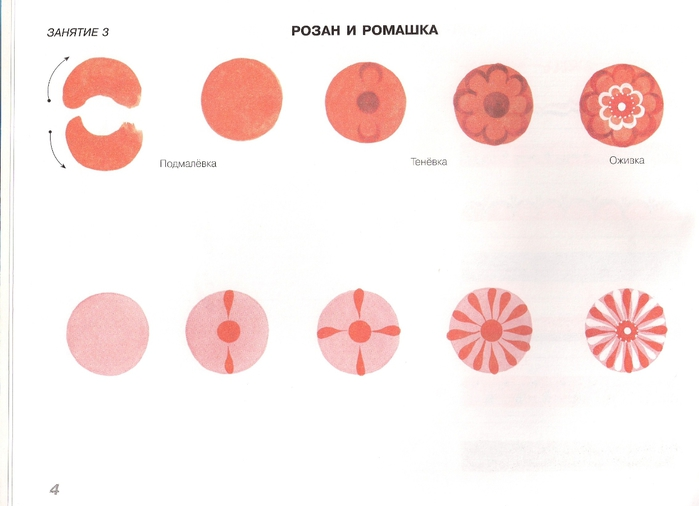 ЗАНЯТИЕ 3
РОЗАН И РОМАШКА
Подмалёвка
Тенёвка
Оживка
4